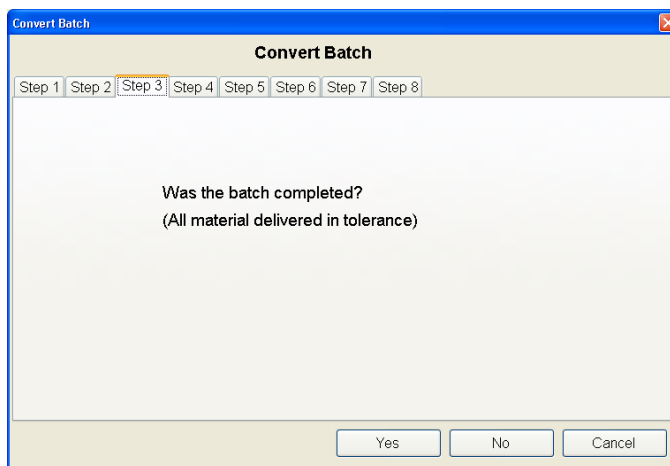 Convert Batch
Convert Batch
Step 1 Step 2 Step 3 Step 4 Step 5 Step 6 Step 7 Step 8
Was the batch completed?
(All material delivered in tolerance)
Yes No Cancel